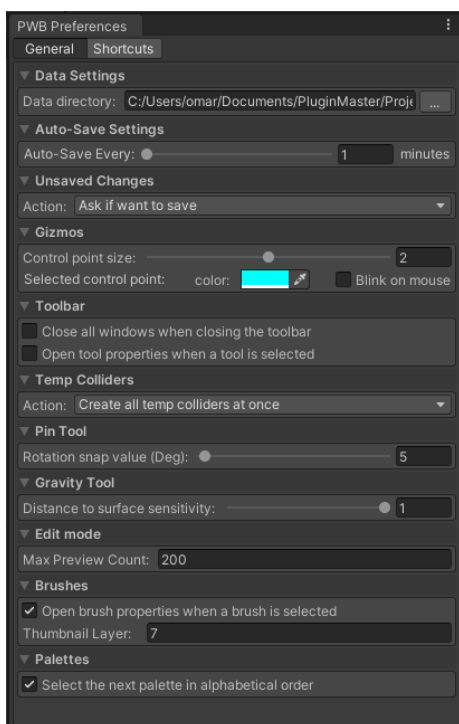 PWB Preferences
General Shortcuts
Data Settings
Data directory: C:/Users/omar/Documents/PluginMaster/Proje ...
Auto-Save Settings
Auto-Save Every: 1 minutes
Unsaved Changes
Action: Ask if want to save
Gizmos
Control point size: 2
Selected control point: color: Blink on mouse
Toolbar
Close all windows when closing the toolbar
Open tool properties when a tool is selected
Temp Colliders
Action: Create all temp colliders at once
Pin Tool
Rotation snap value (Deg): 5
Gravity Tool
Distance to surface sensitivity: 1
Edit mode
Max Preview Count: 200
Brushes
Open brush properties when a brush is selected
Thumbnail Layer: 7
Palettes
Select the next palette in alphabetical order